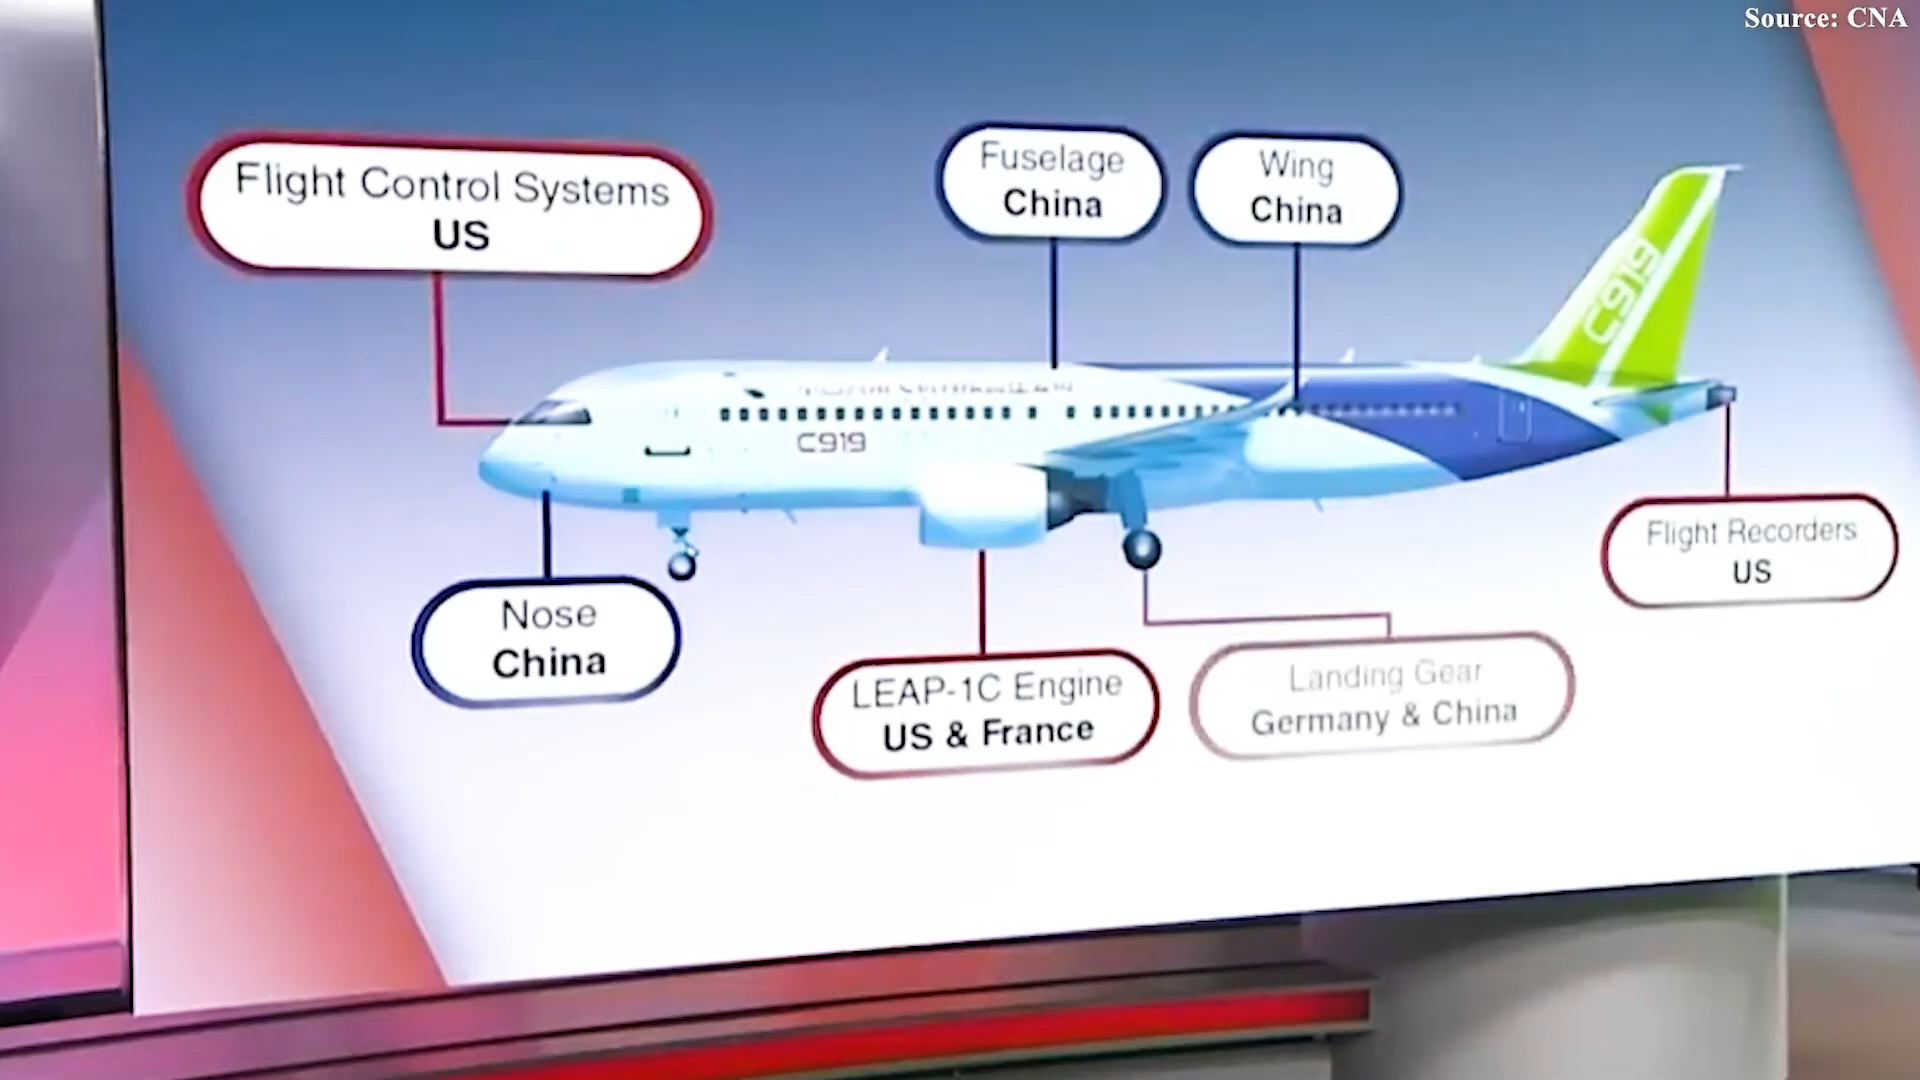 Source: CNA
Flight Control Systems
US
Fuselage
China
Wing
China
C919
C919
Flight Recorders
US
Nose
China
LEAP-1C Engine
US & France
Landing Gear
Germany & China